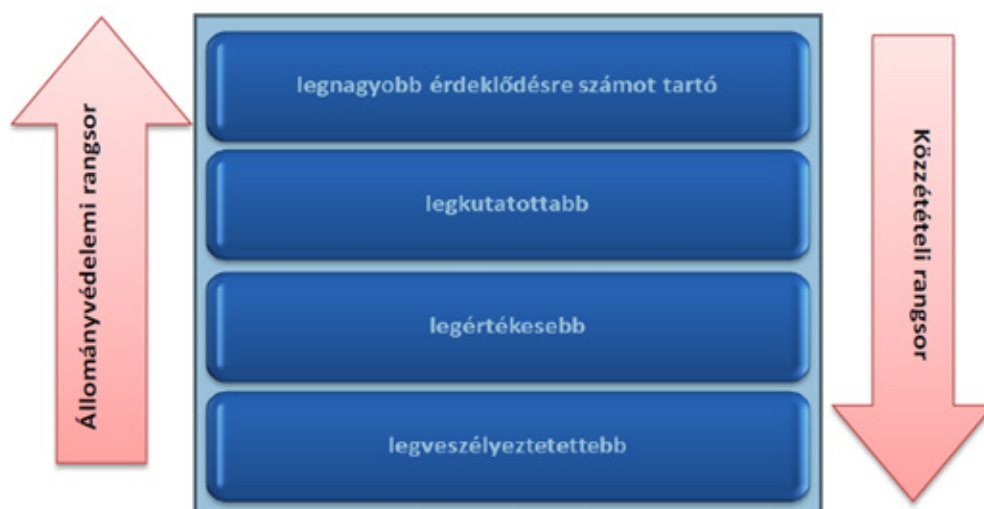 Állományvédelemi rangsor
legnagyobb érdeklődésre számot tartó
legkutatottabb
legértékesebb
legveszélyeztetettebb
Közzétételi rangsor